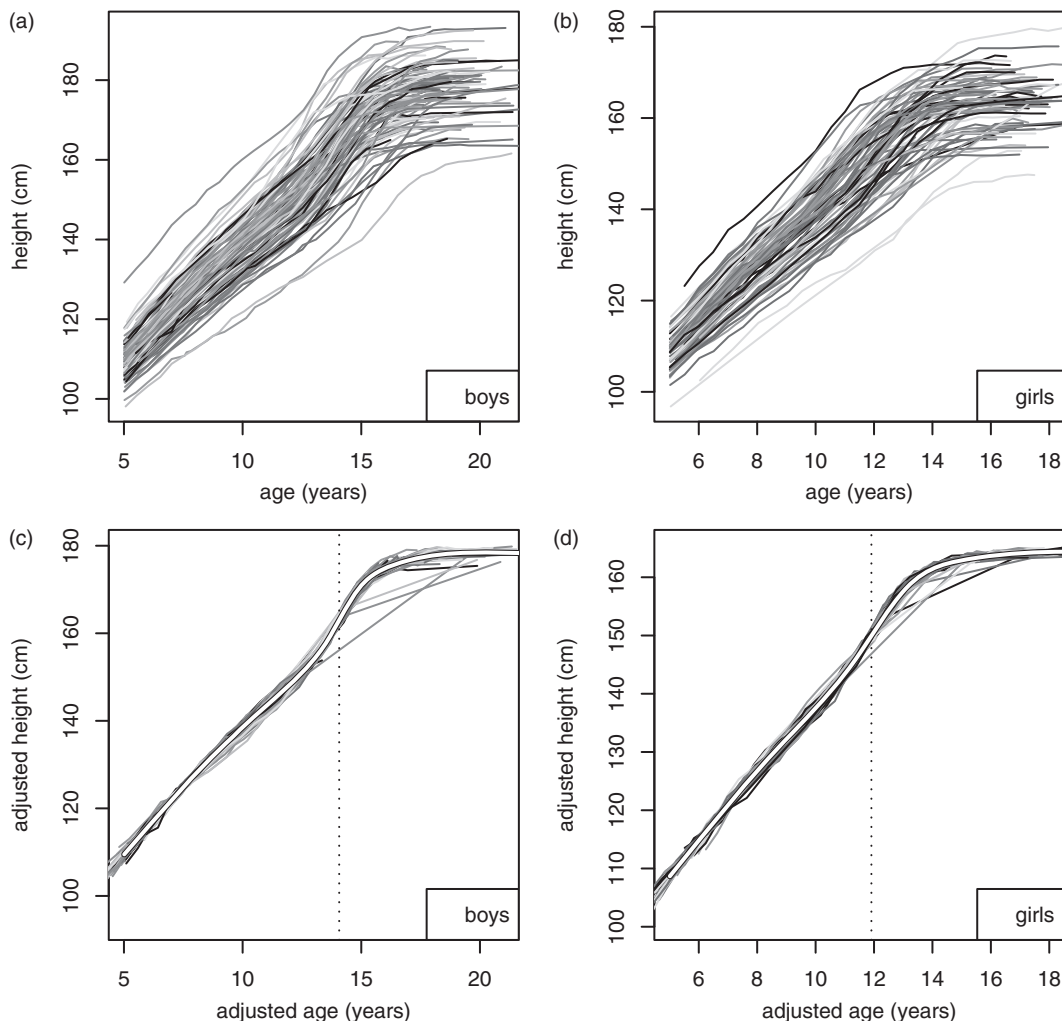 (a)
height (cm)
100 120 140 160 180
5 10 15 20
age (years)
boys
(b)
height (cm)
100 120 140 160 180
6 8 10 12 14 16 18
age (years)
girls
(c)
adjusted height (cm)
100 120 140 160 180
5 10 15 20
adjusted age (years)
boys
(d)
adjusted height (cm)
100 110 120 130 140 150 160
6 8 10 12 14 16 18
adjusted age (years)
girls